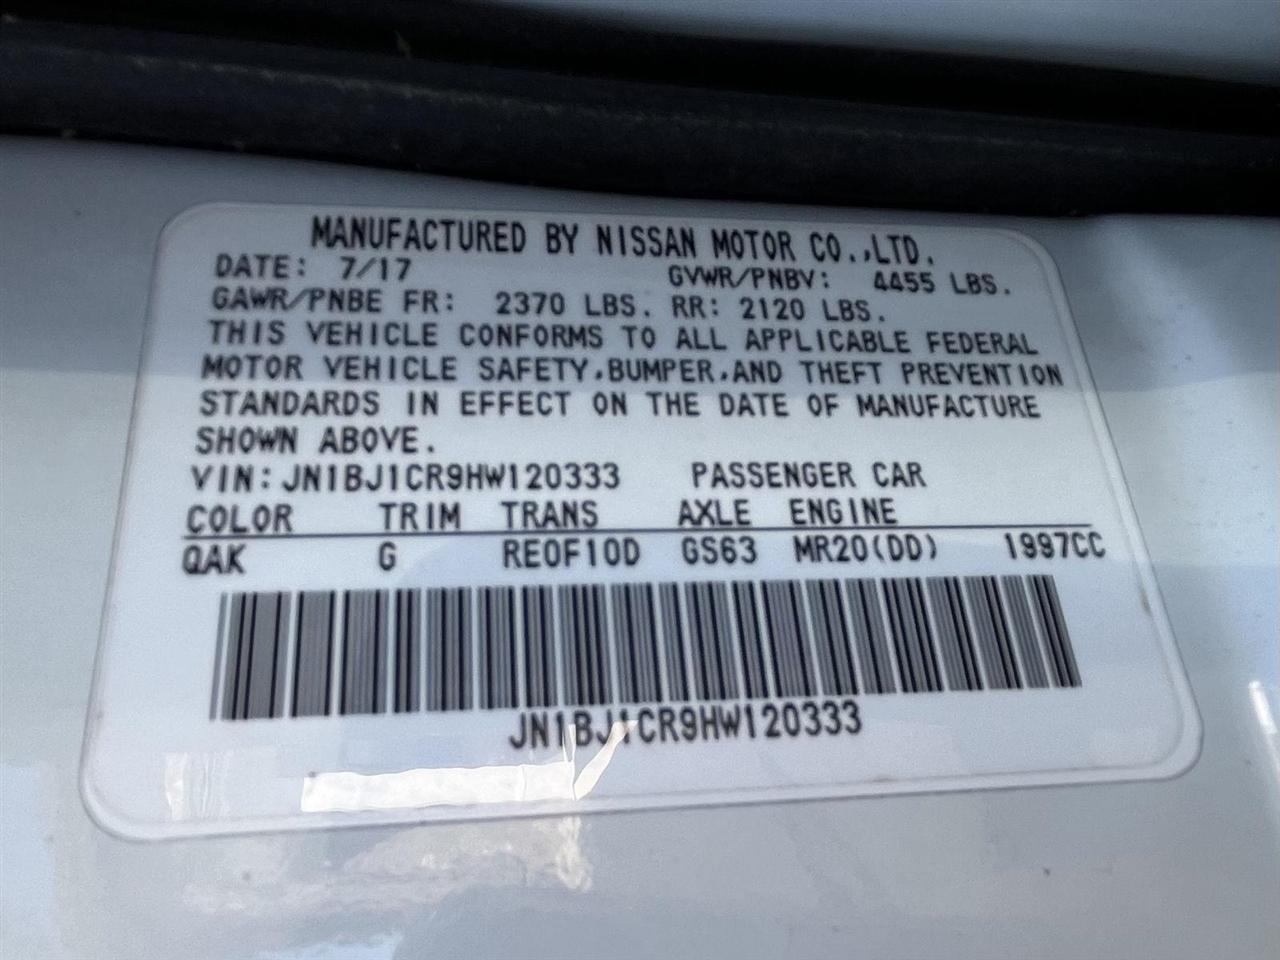 MANUFACTURED BY NISSAN MOTOR CO.,LTD.
DATE: 7/17 GVWR/PNBV: 4455 LBS.
GAWR/PNBE FR: 2370 LBS. RR: 2120 LBS.
THIS VEHICLE CONFORMS TO ALL APPLICABLE FEDERAL
MOTOR VEHICLE SAFETY,BUMPER,AND THEFT PREVENTION
STANDARDS IN EFFECT ON THE DATE OF MANUFACTURE
SHOWN ABOVE.
VIN:JN1BJ1CR9HW120333 PASSENGER CAR
COLOR TRIM TRANS AXLE ENGINE
QAK G RE0F10D GS63 MR20(DD) 1997CC
JN1BJ1CR9HW120333